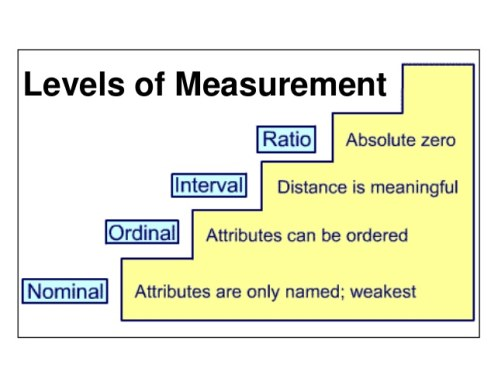 Levels of Measurement
Ratio
Absolute zero
Interval
Distance is meaningful
Ordinal
Attributes can be ordered
Nominal
Attributes are only named; weakest